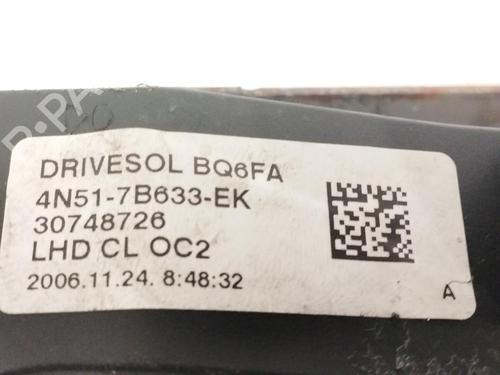 DRIVESOL BQ6FA
4N51-7B633-EK
30748726
LHD CL OC2
2006.11.24. 8:48:32
A